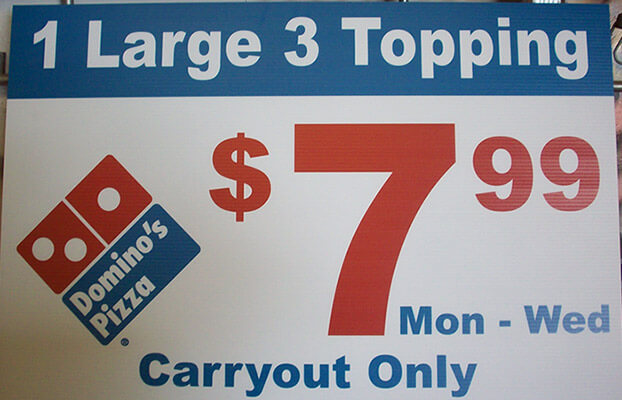 1 Large 3 Topping
$7 99
Domino's
Pizza
®
Mon - Wed
Carryout Only